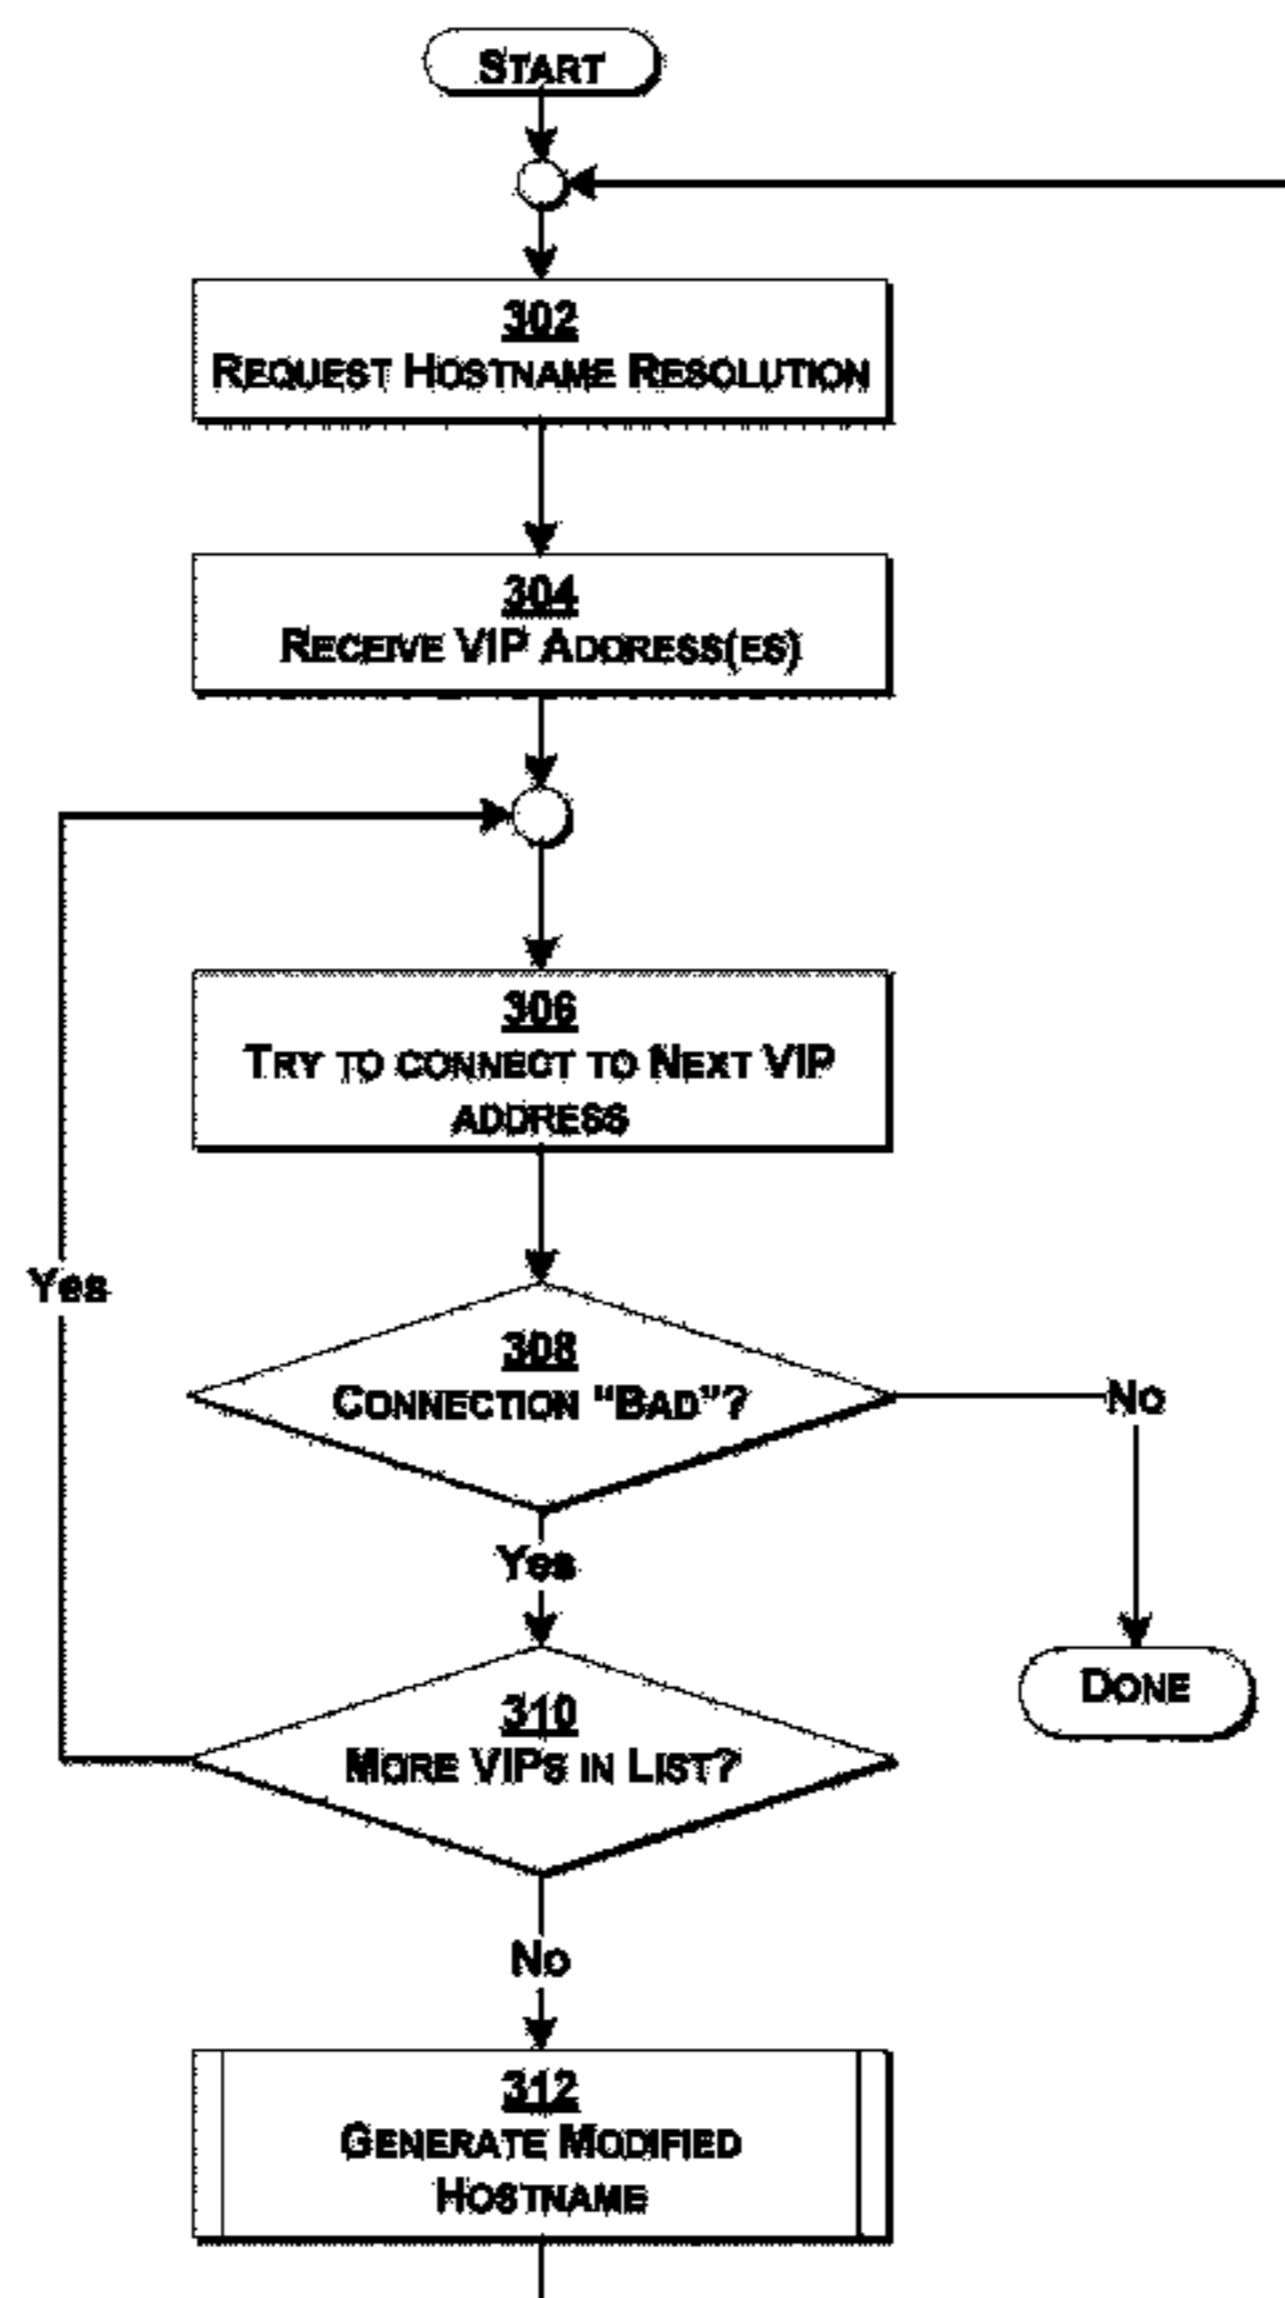 START
302
REQUEST HOSTNAME RESOLUTION
304
RECEIVE VIP ADDRESS(ES)
306
TRY TO CONNECT TO NEXT VIP
ADDRESS
Yes
308
CONNECTION “BAD”?
No
Yes
310
MORE VIPS IN LIST?
DONE
No
312
GENERATE MODIFIED
HOSTNAME